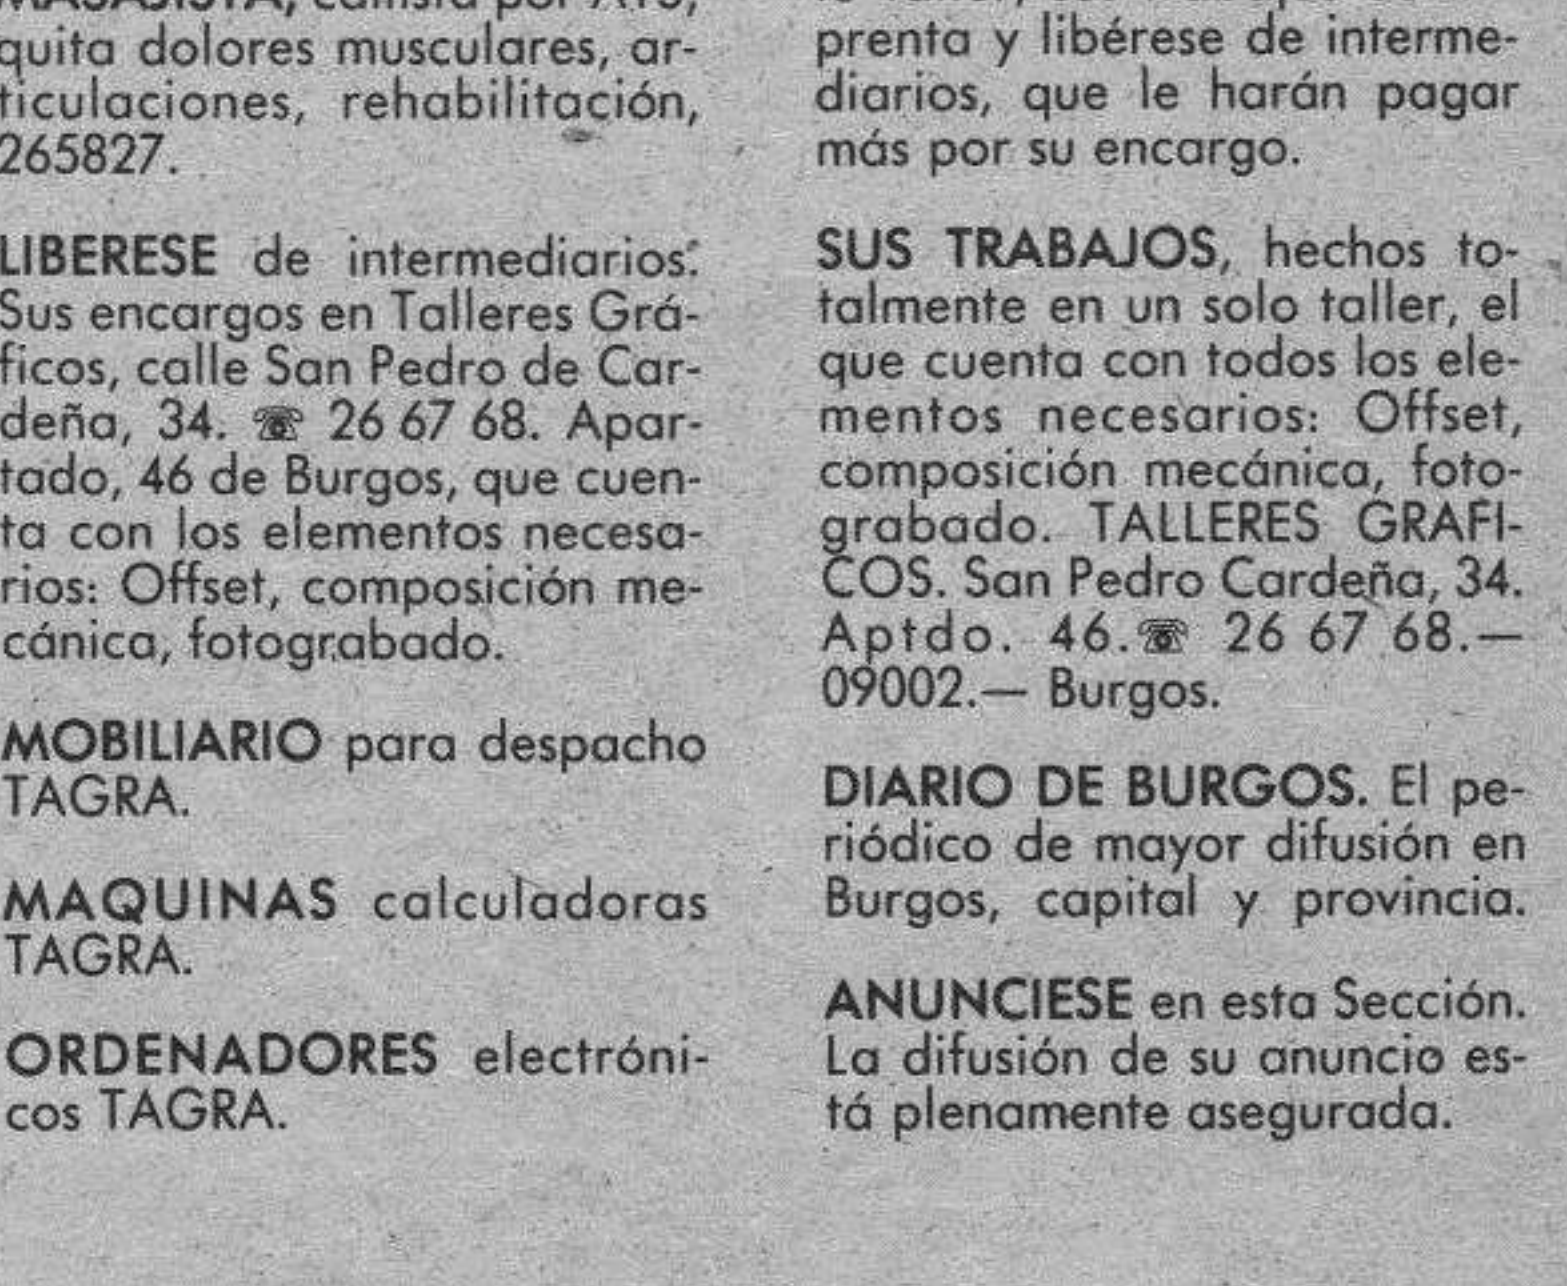 MASAJISTA, callista por ATS,
quita dolores musculares, ar-
ticulaciones, rehabilitación,
265827.
LIBERESE de intermediarios.
Sus encargos en Talleres Grá-
ficos, calle San Pedro de Car-
deña, 34. ☏ 26 67 68. Apar-
tado, 46 de Burgos, que cuen-
ta con los elementos necesa-
rios: Offset, composición me-
cánica, fotograbado.
MOBILIARIO para despacho
TAGRA.
MAQUINAS calculadoras
TAGRA.
ORDENADORES electróni-
cos TAGRA.
prenta y libérese de interme-
diarios, que le harán pagar
más por su encargo.
SUS TRABAJOS, hechos to-
talmente en un solo taller, el
que cuenta con todos los ele-
mentos necesarios: Offset,
composición mecánica, foto-
grabado. TALLERES GRAFI-
COS. San Pedro Cardeña, 34.
Aptdo. 46.☏ 26 67 68.—
09002.— Burgos.
DIARIO DE BURGOS. El pe-
riódico de mayor difusión en
Burgos, capital y provincia.
ANUNCIESE en esta Sección.
La difusión de su anuncio es-
tá plenamente asegurada.